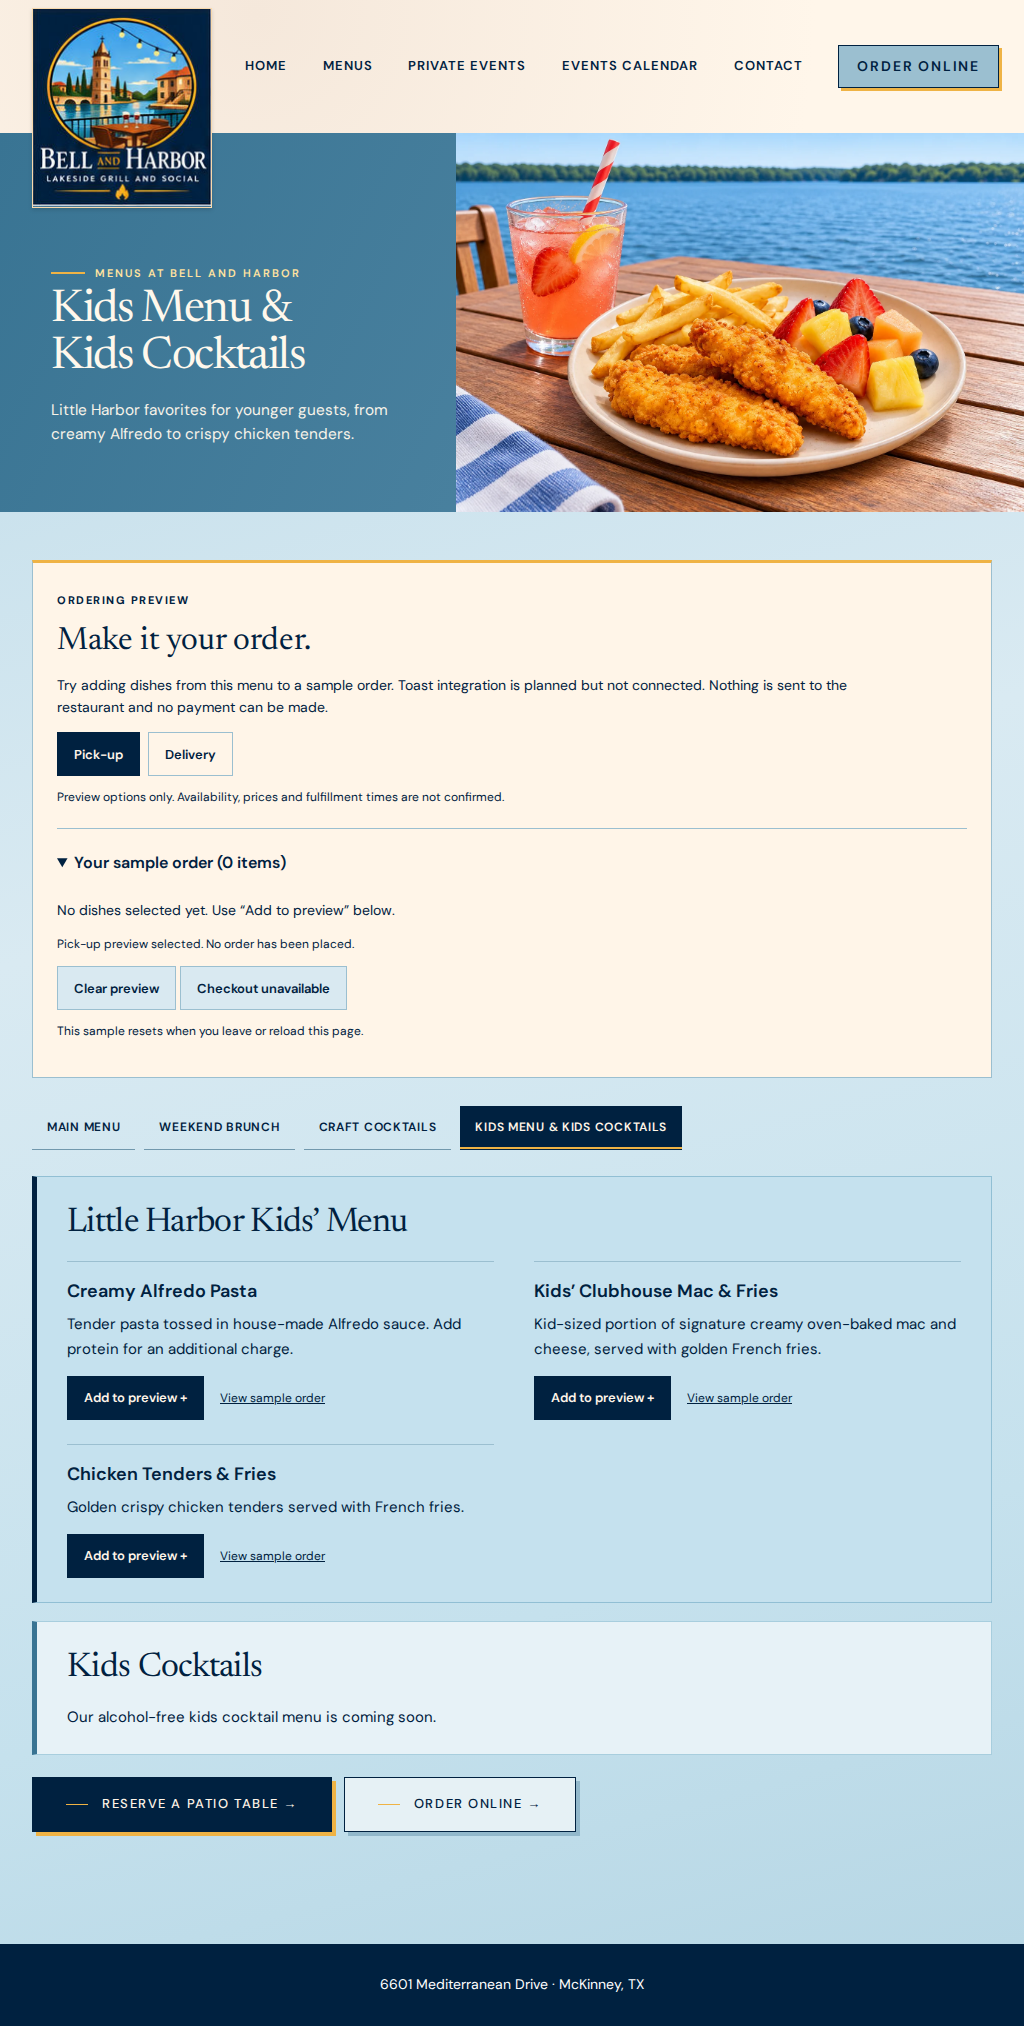 BELL AND HARBOR
LAKESIDE GRILL AND SOCIAL
HOME
MENUS
PRIVATE EVENTS
EVENTS CALENDAR
CONTACT
ORDER ONLINE
MENUS AT BELL AND HARBOR
Kids Menu &
Kids Cocktails
Little Harbor favorites for younger guests, from
creamy Alfredo to crispy chicken tenders.
ORDERING PREVIEW
Make it your order.
Try adding dishes from this menu to a sample order. Toast integration is planned but not connected. Nothing is sent to the
restaurant and no payment can be made.
Pick-up
Delivery
Preview options only. Availability, prices and fulfillment times are not confirmed.
▼ Your sample order (0 items)
No dishes selected yet. Use “Add to preview” below.
Pick-up preview selected. No order has been placed.
Clear preview
Checkout unavailable
This sample resets when you leave or reload this page.
MAIN MENU
WEEKEND BRUNCH
CRAFT COCKTAILS
KIDS MENU & KIDS COCKTAILS
Little Harbor Kids’ Menu
Creamy Alfredo Pasta
Tender pasta tossed in house-made Alfredo sauce. Add
protein for an additional charge.
Add to preview +
View sample order
Kids’ Clubhouse Mac & Fries
Kid-sized portion of signature creamy oven-baked mac and
cheese, served with golden French fries.
Add to preview +
View sample order
Chicken Tenders & Fries
Golden crispy chicken tenders served with French fries.
Add to preview +
View sample order
Kids Cocktails
Our alcohol-free kids cocktail menu is coming soon.
RESERVE A PATIO TABLE →
ORDER ONLINE →
6601 Mediterranean Drive · McKinney, TX